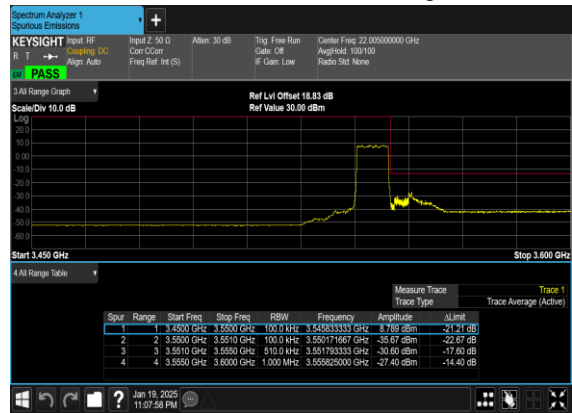 Spectrum Analyzer 1
Spurious Emissions
KEYSIGHT Input: RF Input Z: 50 Ω Atten: 30 dB Trig: Free Run Center Freq: 22.005000000 GHz
R T Coupling: DC Corr CCorr Gate: Off Avg|Hold: 100/100
Align: Auto Freq Ref: Int (S) IF Gain: Low Radio Std: None
PASS
3 All Range Graph
Ref Lvl Offset 18.83 dB
Scale/Div 10.0 dB Ref Value 30.00 dBm
Log
20.0
10.0
0.00
-10.0
-20.0
-30.0
-40.0
-50.0
-60.0
Start 3.450 GHz Stop 3.600 GHz
4 All Range Table
Measure Trace Trace 1
Trace Type Trace Average (Active)
Spur Range Start Freq Stop Freq RBW Frequency Amplitude ΔLimit
1 1 3.4500 GHz 3.5500 GHz 100.0 kHz 3.545833333 GHz 8.789 dBm -21.21 dB
2 2 3.5500 GHz 3.5510 GHz 100.0 kHz 3.550171667 GHz -35.67 dBm -22.67 dB
3 3 3.5510 GHz 3.5550 GHz 510.0 kHz 3.551793333 GHz -30.60 dBm -17.60 dB
4 4 3.5550 GHz 3.6000 GHz 1.000 MHz 3.555825000 GHz -27.40 dBm -14.40 dB
Jan 19, 2025
11:07:58 PM